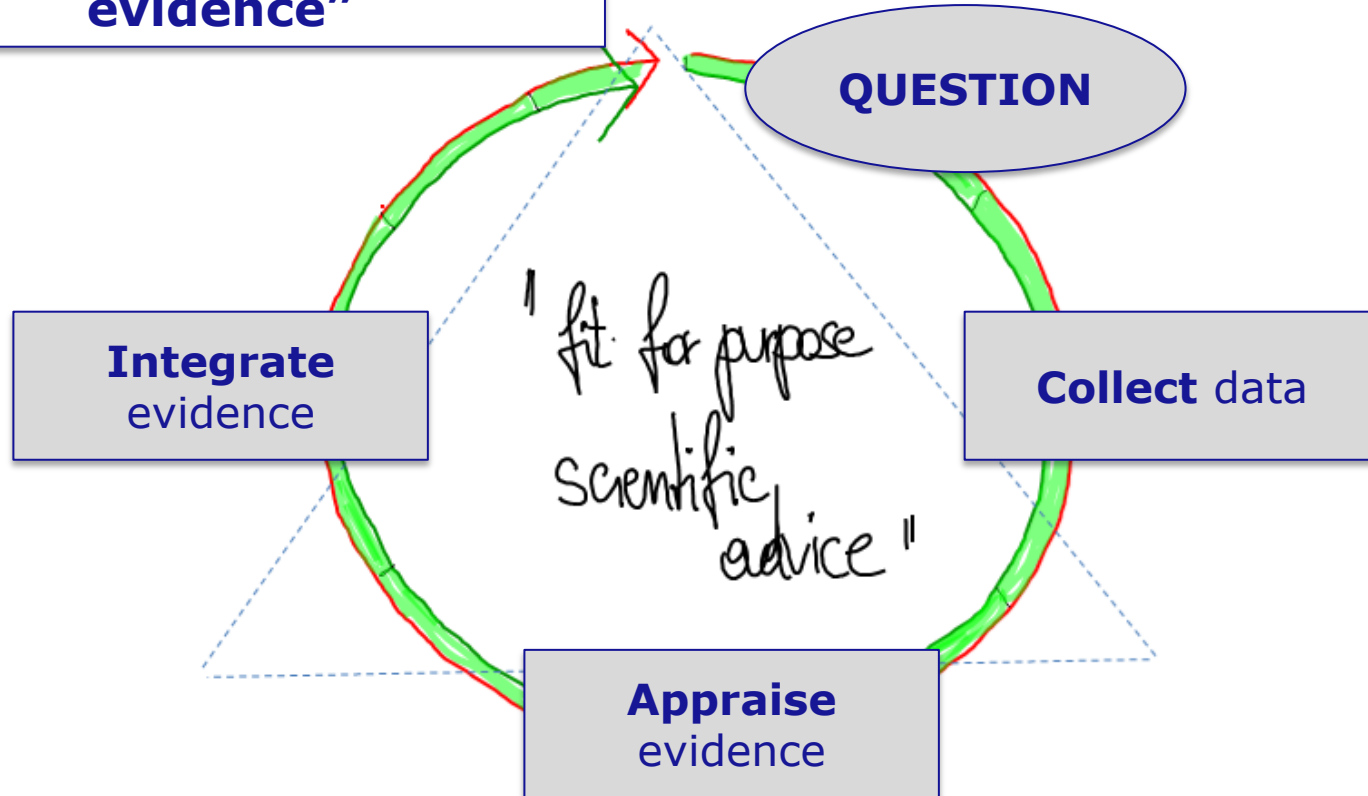 evidence”
QUESTION
Integrate
evidence
Collect data
Appraise
evidence
" fit for purpose
scientific
advice "